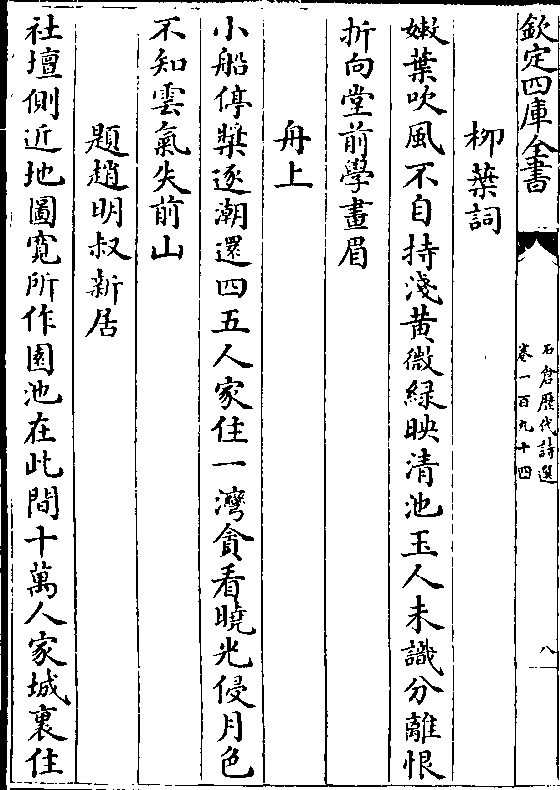 欽定四庫全書
石倉歷代詩選
卷一百九十四
八
柳葉詞
嫩葉吹風不自持淺黄微緑映清池玉人未識分離恨
折向堂前學畫眉
舟上
小船停槳逐潮還四五人家住一灣貪看曉光侵月色
不知雲氣失前山
題趙明叔新居
社壇側近地圖寛所作園池在此間十萬人家城裏住